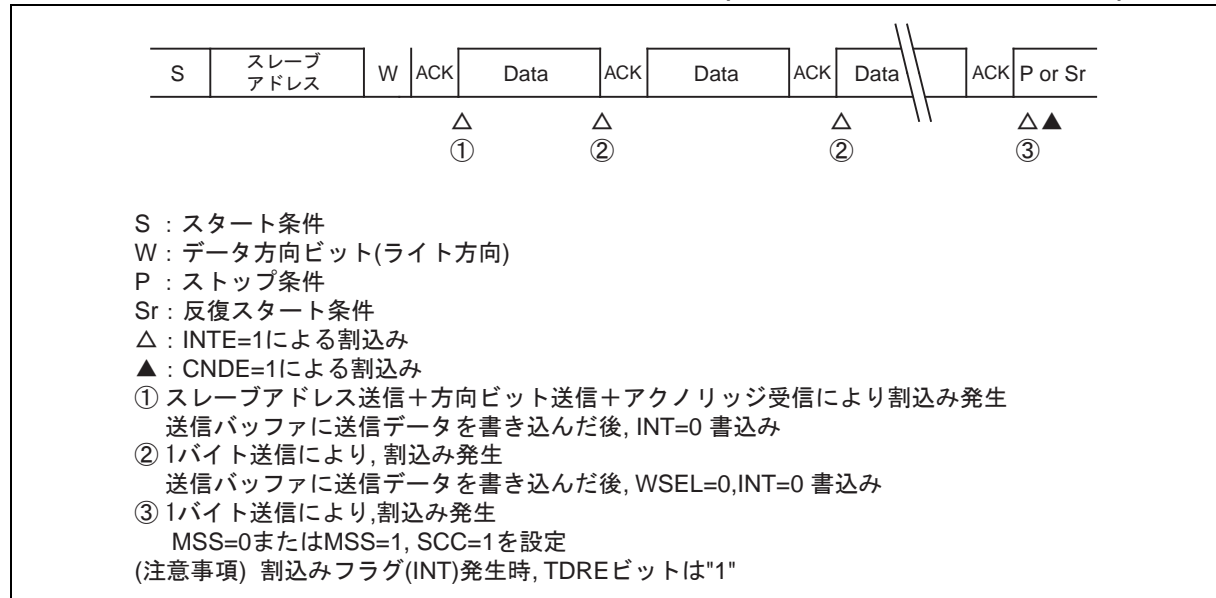 S スレーブ アドレス W ACK Data ACK Data ACK Data ACK P or Sr
△ △ △ △▲
① ② ② ③
S : スタート条件
W : データ方向ビット(ライト方向)
P : ストップ条件
Sr : 反復スタート条件
△ : INTE=1による割込み
▲ : CNDE=1による割込み
① スレーブアドレス送信＋方向ビット送信＋アクノリッジ受信により割込み発生
送信バッファに送信データを書き込んだ後, INT=0 書込み
② 1バイト送信により, 割込み発生
送信バッファに送信データを書き込んだ後, WSEL=0,INT=0 書込み
③ 1バイト送信により,割込み発生
MSS=0またはMSS=1, SCC=1を設定
(注意事項) 割込みフラグ(INT)発生時, TDREビットは"1"